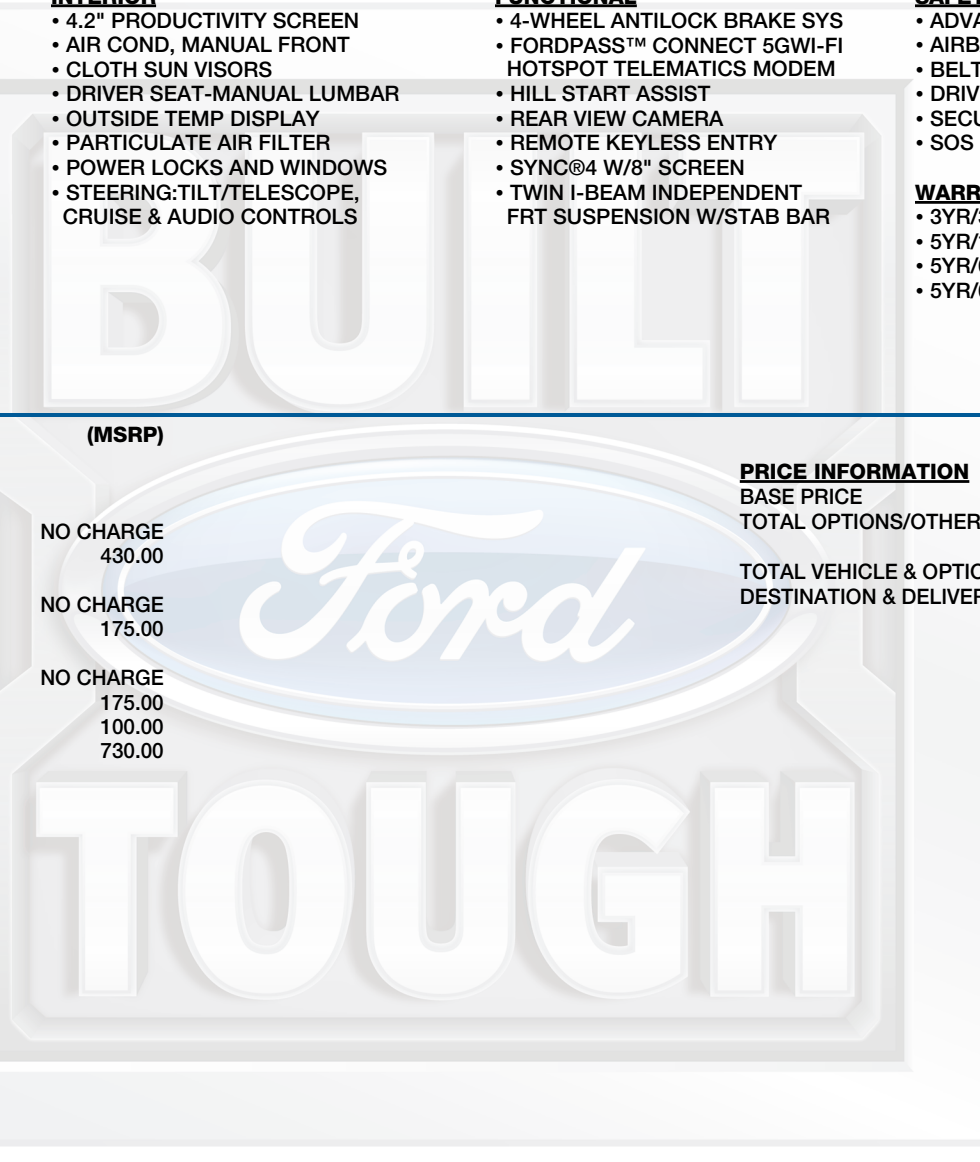 INTERIOR
• 4.2" PRODUCTIVITY SCREEN
• AIR COND, MANUAL FRONT
• CLOTH SUN VISORS
• DRIVER SEAT-MANUAL LUMBAR
• OUTSIDE TEMP DISPLAY
• PARTICULATE AIR FILTER
• POWER LOCKS AND WINDOWS
• STEERING:TILT/TELESCOPE,
CRUISE & AUDIO CONTROLS
FUNCTIONAL
• 4-WHEEL ANTILOCK BRAKE SYS
• FORDPASS™ CONNECT 5GWI-FI
HOTSPOT TELEMATICS MODEM
• HILL START ASSIST
• REAR VIEW CAMERA
• REMOTE KEYLESS ENTRY
• SYNC®4 W/8" SCREEN
• TWIN I-BEAM INDEPENDENT
FRT SUSPENSION W/STAB BAR
• SOS
• 3YR/
• 5YR/
• 5YR/
• 5YR/
BUILT
(MSRP)
NO CHARGE
430.00
NO CHARGE
175.00
NO CHARGE
175.00
100.00
730.00
Ford
PRICE INFORMATION
BASE PRICE
TOTAL OPTIONS/OTHER
TOTAL VEHICLE & OPTIO
DESTINATION & DELIVER
TOUGH